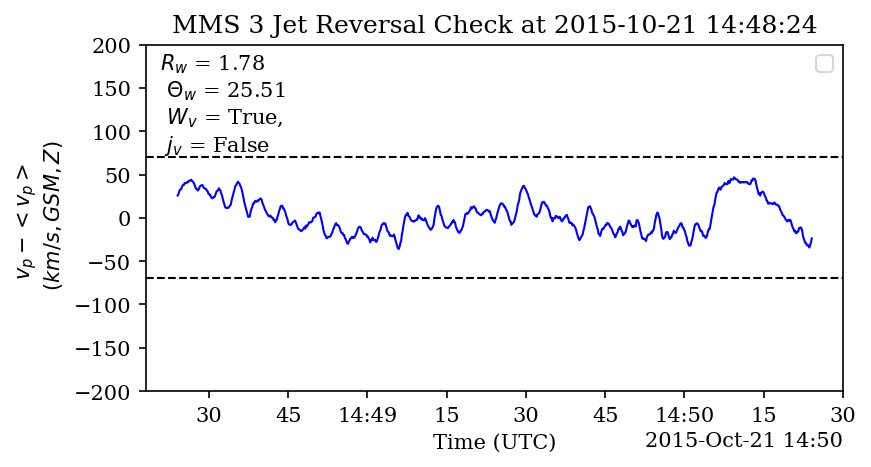 MMS 3 Jet Reversal Check at 2015-10-21 14:48:24
R_w = 1.78
Θ_w = 25.51
W_v = True,
j_v = False
200
150
100
50
0
−50
−100
−150
−200
v_p − < v_p >
(km/s, GSM, Z)
30 45 14:49 15 30 45 14:50 15 30
Time (UTC)
2015-Oct-21 14:50